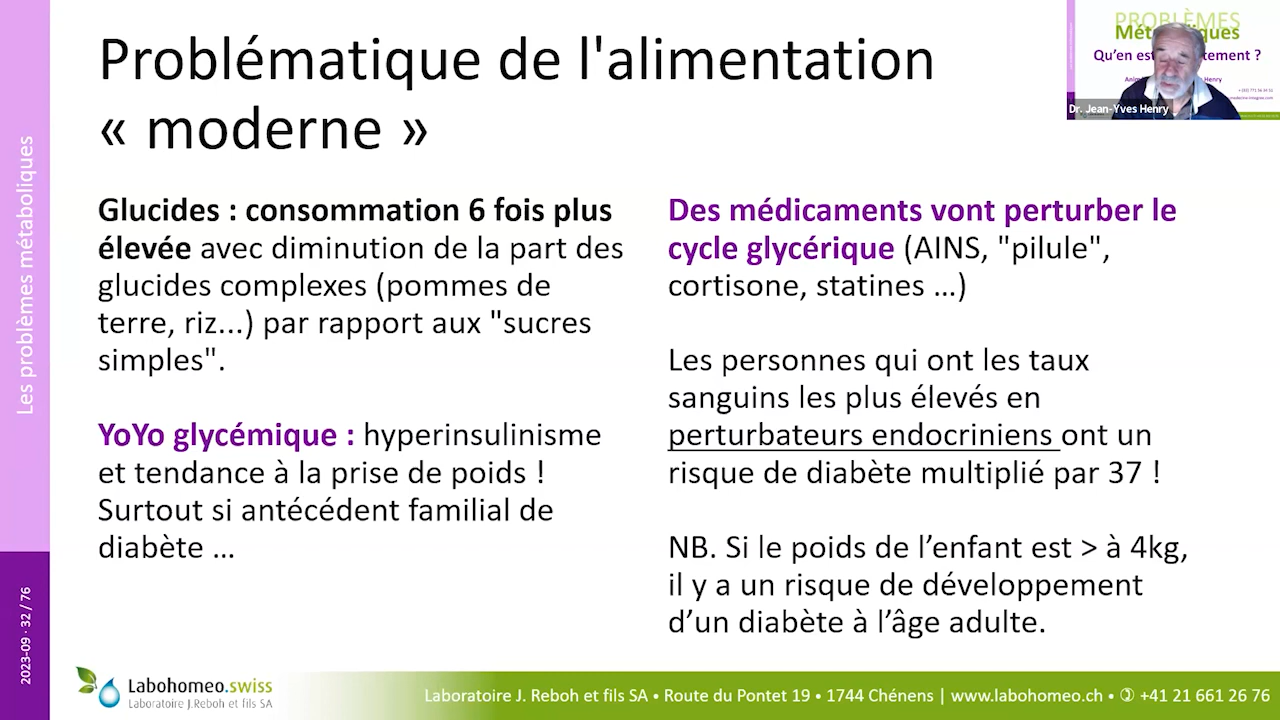 Problématique de l'alimentation
« moderne »
Glucides : consommation 6 fois plus
élevée avec diminution de la part des
glucides complexes (pommes de
terre, riz...) par rapport aux "sucres
simples".
YoYo glycémique : hyperinsulinisme
et tendance à la prise de poids !
Surtout si antécédent familial de
diabète ...
Des médicaments vont perturber le
cycle glycérique (AINS, "pilule",
cortisone, statines ...)
Les personnes qui ont les taux
sanguins les plus élevés en
perturbateurs endocriniens ont un
risque de diabète multiplié par 37 !
NB. Si le poids de l’enfant est > à 4kg,
il y a un risque de développement
d’un diabète à l’âge adulte.
Les problèmes métaboliques
2023-09 · 32 / 76
PROBLÈMES
Qu’en est
Henry
Dr. Jean-Yves Henry
Labohomeo.swiss
Laboratoire J.Reboh et fils SA
Laboratoire J. Reboh et fils SA • Route du Pontet 19 • 1744 Chénens | www.labohomeo.ch • ✆ +41 21 661 26 76